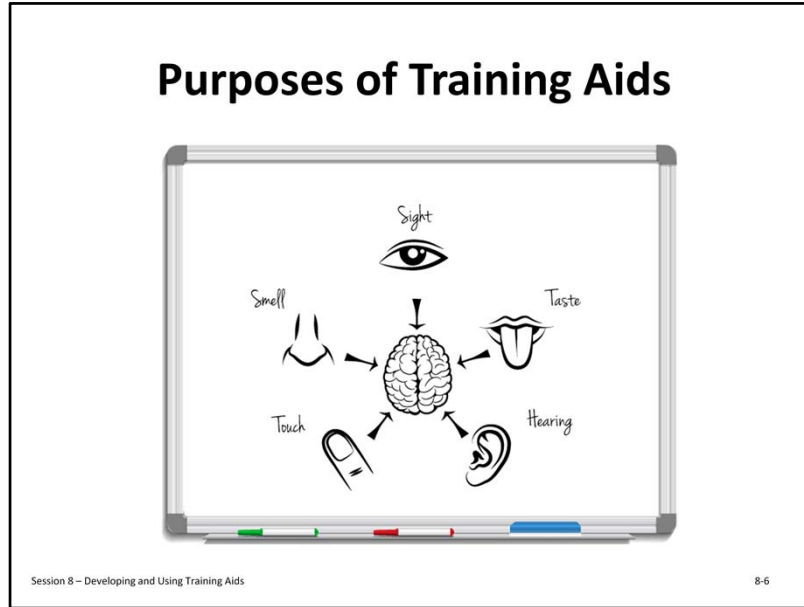 Purposes of Training Aids
Sight
Smell
Taste
Touch
Hearing
Session 8 – Developing and Using Training Aids
8-6